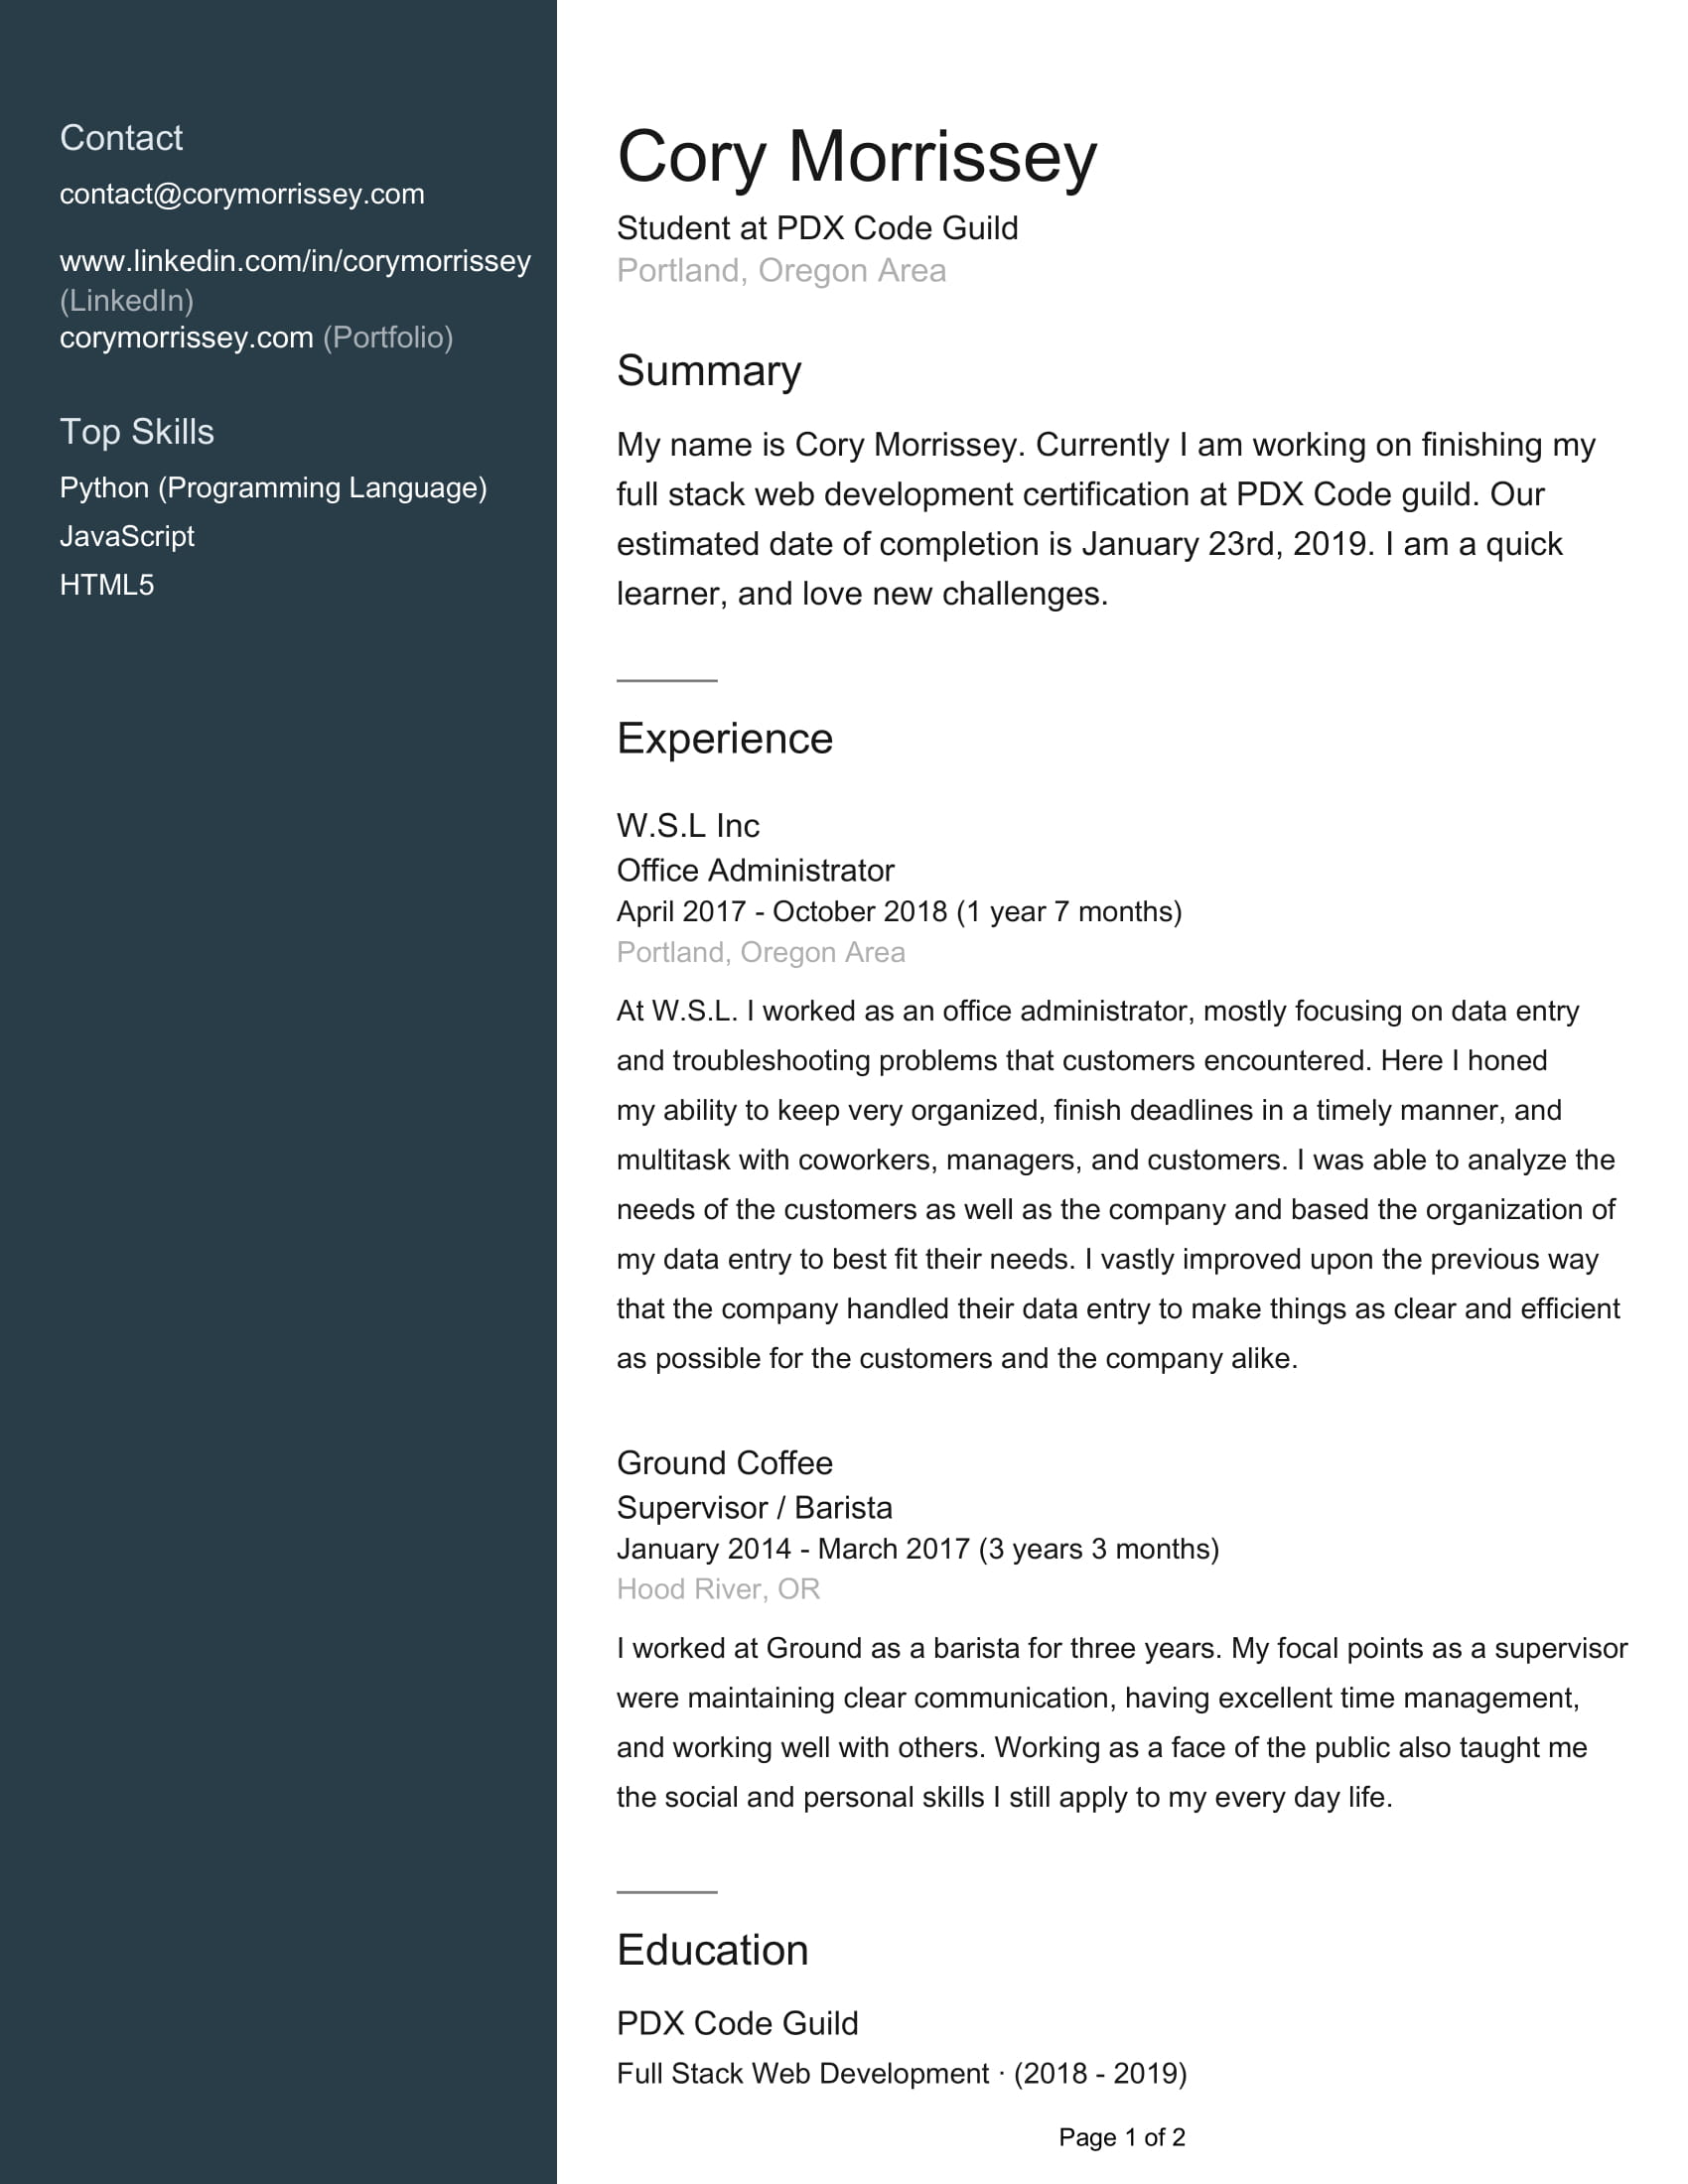 Contact
contact@corymorrissey.com
www.linkedin.com/in/corymorrissey
(LinkedIn)
corymorrissey.com (Portfolio)
Top Skills
Python (Programming Language)
JavaScript
HTML5
Cory Morrissey
Student at PDX Code Guild
Portland, Oregon Area
Summary
My name is Cory Morrissey. Currently I am working on finishing my
full stack web development certification at PDX Code guild. Our
estimated date of completion is January 23rd, 2019. I am a quick
learner, and love new challenges.
Experience
W.S.L Inc
Office Administrator
April 2017 - October 2018 (1 year 7 months)
Portland, Oregon Area
At W.S.L. I worked as an office administrator, mostly focusing on data entry
and troubleshooting problems that customers encountered. Here I honed
my ability to keep very organized, finish deadlines in a timely manner, and
multitask with coworkers, managers, and customers. I was able to analyze the
needs of the customers as well as the company and based the organization of
my data entry to best fit their needs. I vastly improved upon the previous way
that the company handled their data entry to make things as clear and efficient
as possible for the customers and the company alike.
Ground Coffee
Supervisor / Barista
January 2014 - March 2017 (3 years 3 months)
Hood River, OR
I worked at Ground as a barista for three years. My focal points as a supervisor
were maintaining clear communication, having excellent time management,
and working well with others. Working as a face of the public also taught me
the social and personal skills I still apply to my every day life.
Education
PDX Code Guild
Full Stack Web Development · (2018 - 2019)
Page 1 of 2